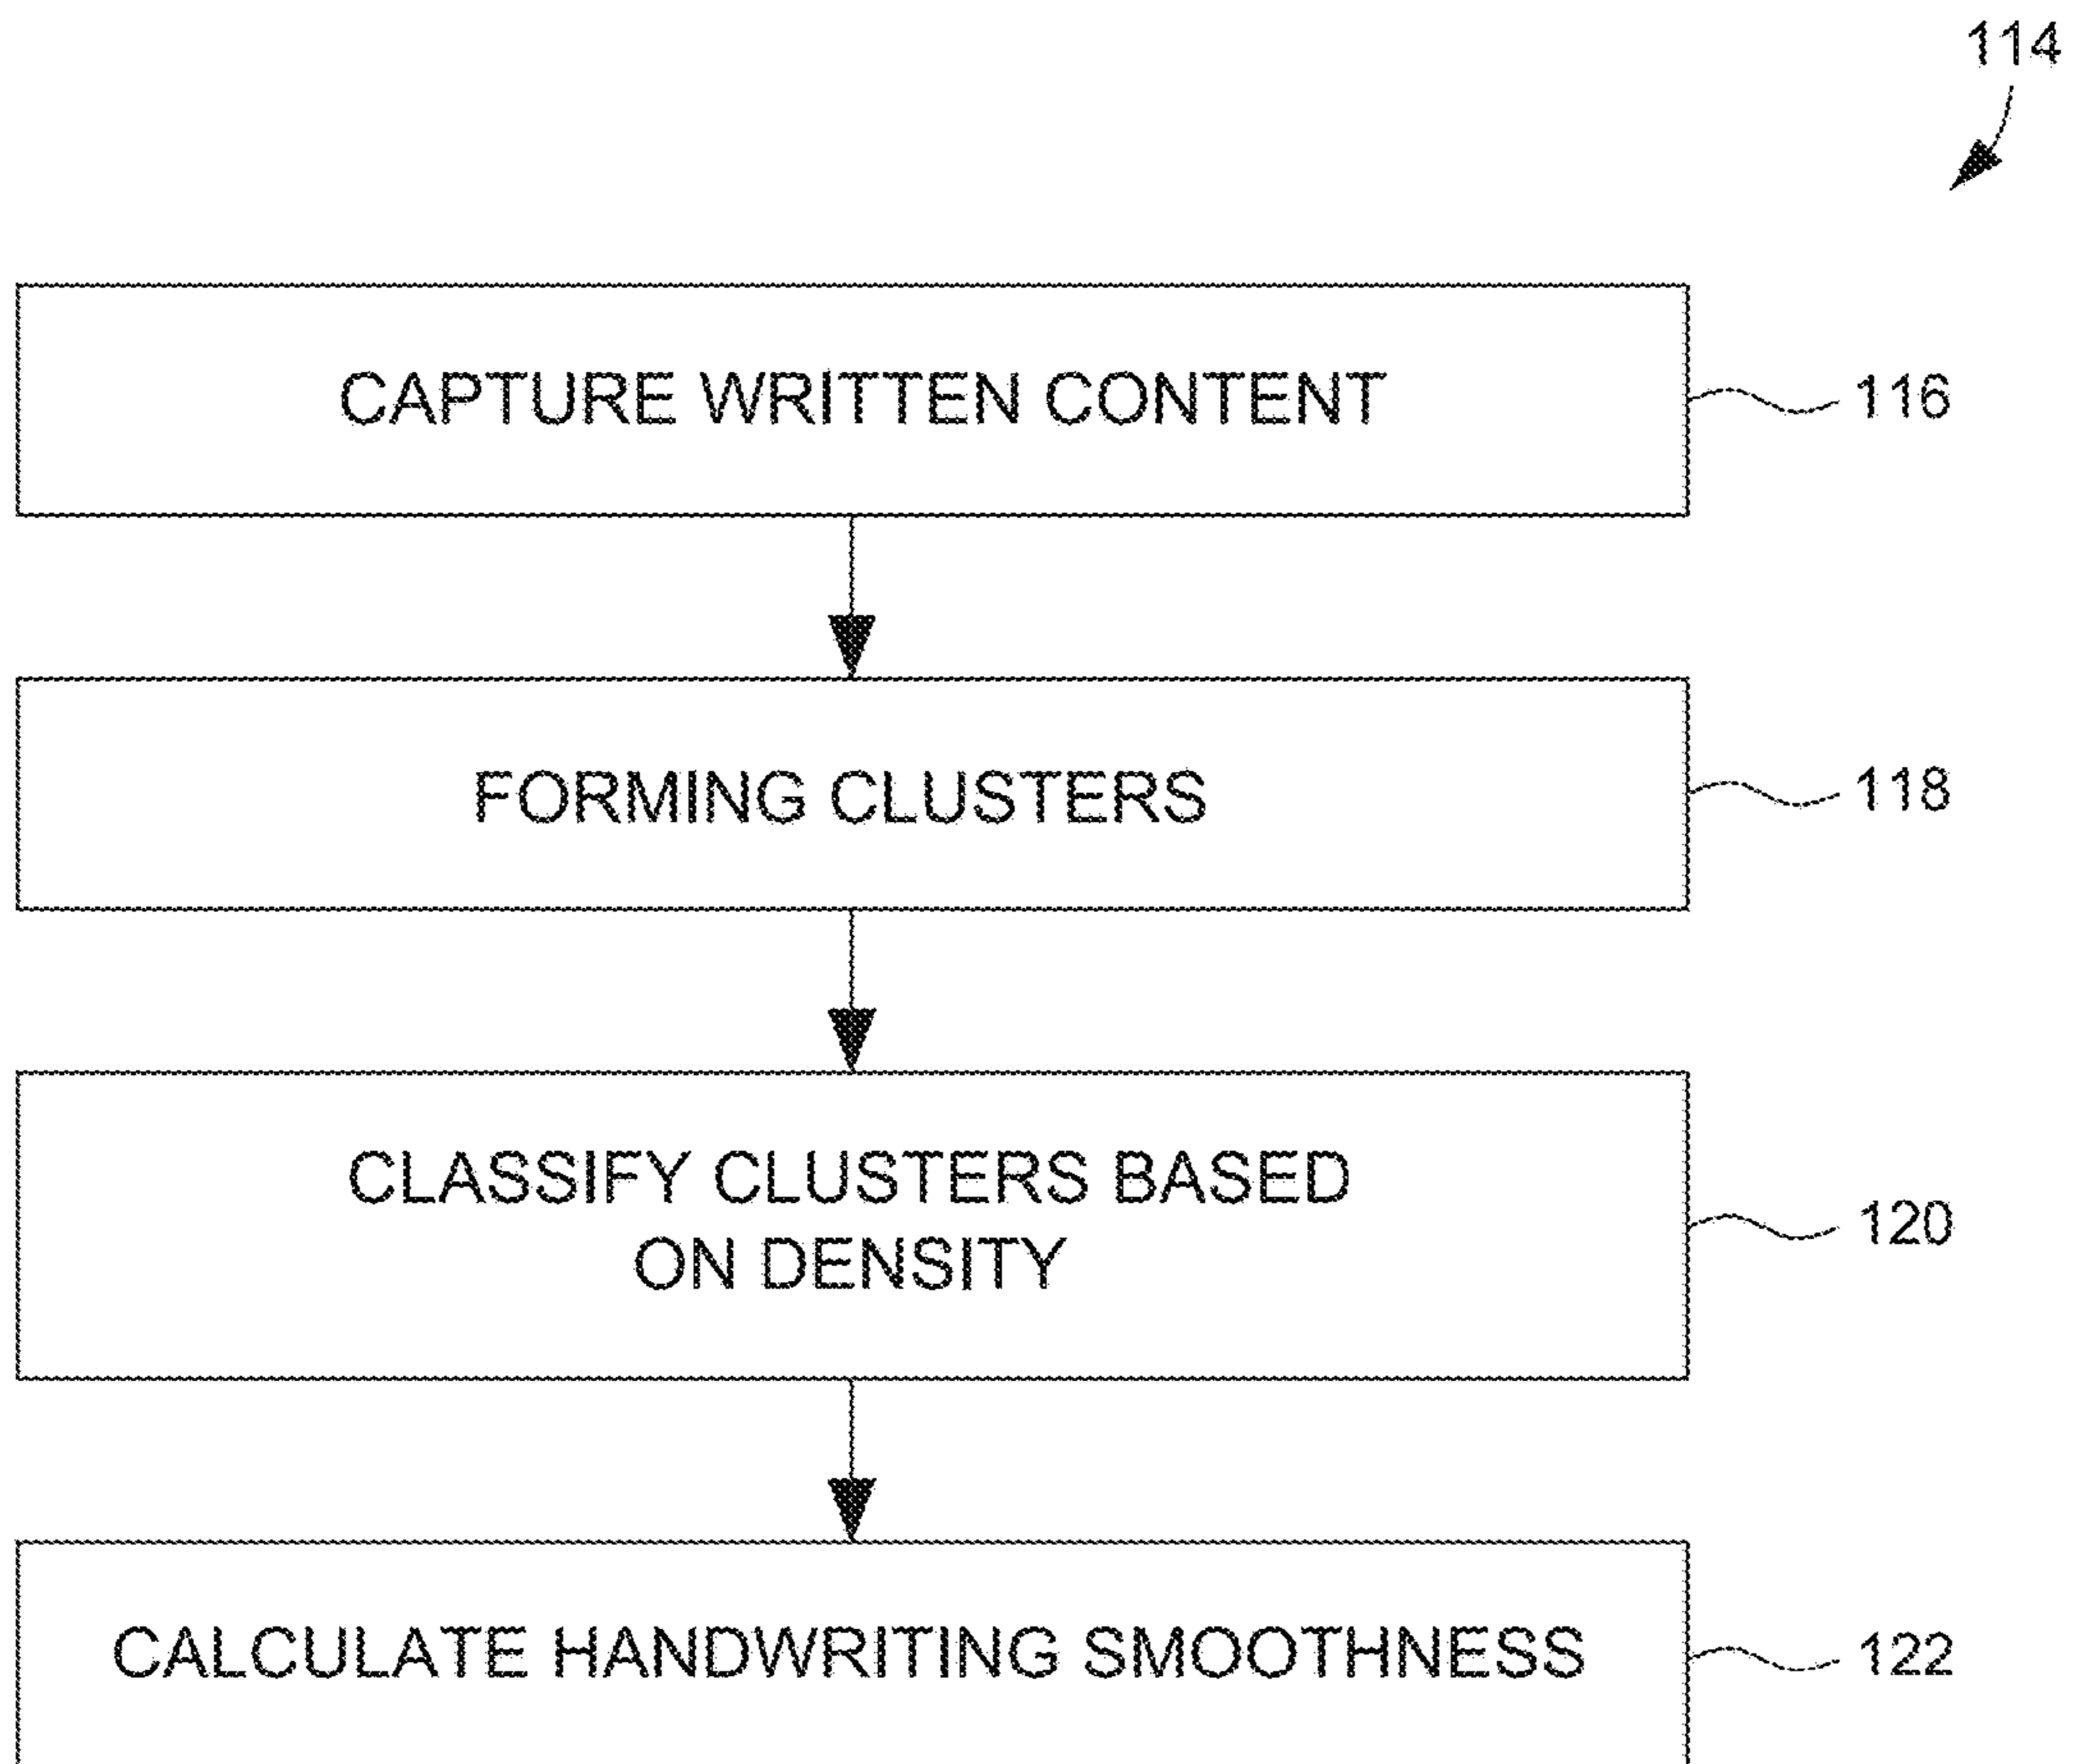 114
CAPTURE WRITTEN CONTENT
116
FORMING CLUSTERS
118
CLASSIFY CLUSTERS BASED
ON DENSITY
120
CALCULATE HANDWRITING SMOOTHNESS
122